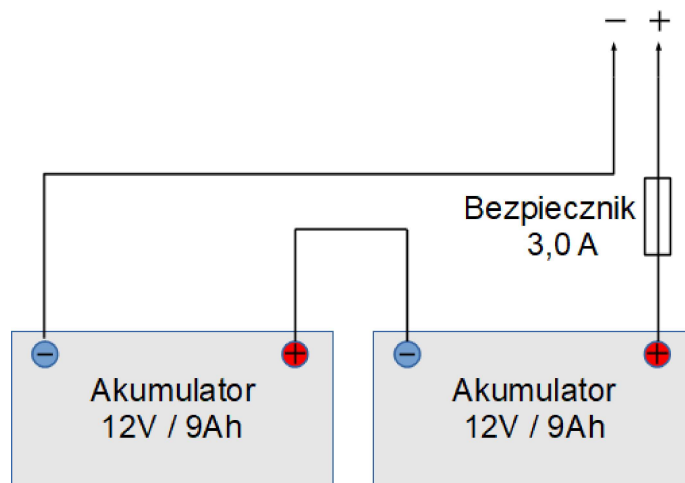 − +
Bezpiecznik
3,0 A
− + − +
Akumulator
12V / 9Ah
Akumulator
12V / 9Ah